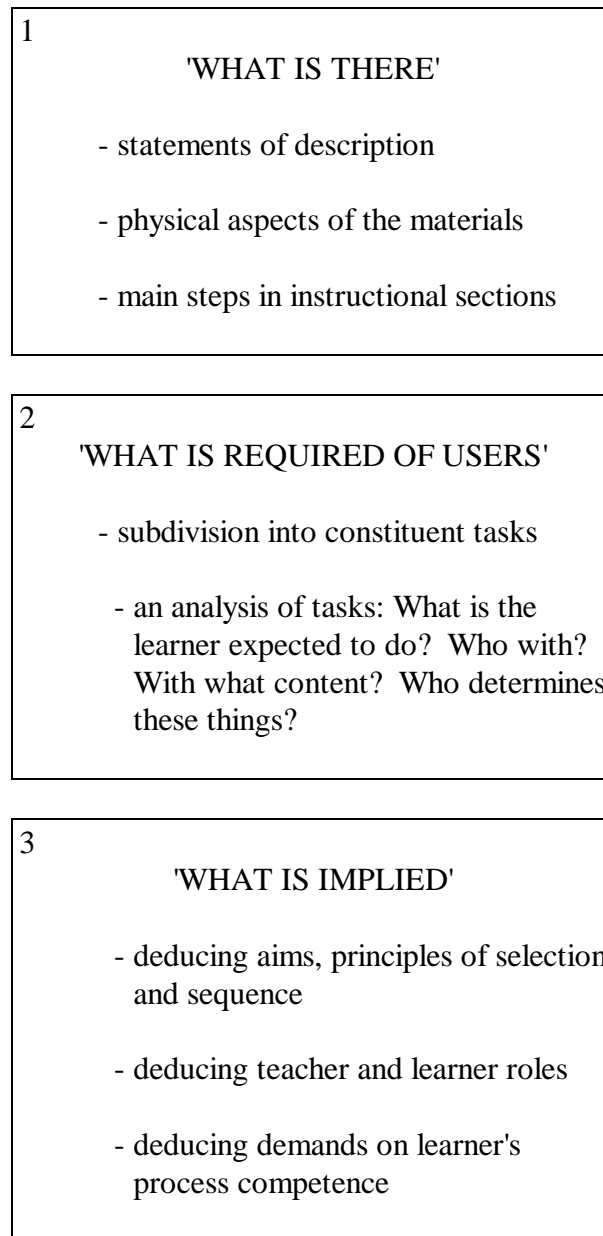 1
'WHAT IS THERE'
- statements of description
- physical aspects of the materials
- main steps in instructional sections
2
'WHAT IS REQUIRED OF USERS'
- subdivision into constituent tasks
- an analysis of tasks: What is the
learner expected to do?  Who with?
With what content?  Who determines
these things?
3
'WHAT IS IMPLIED'
- deducing aims, principles of selection
and sequence
- deducing teacher and learner roles
- deducing demands on learner's
process competence